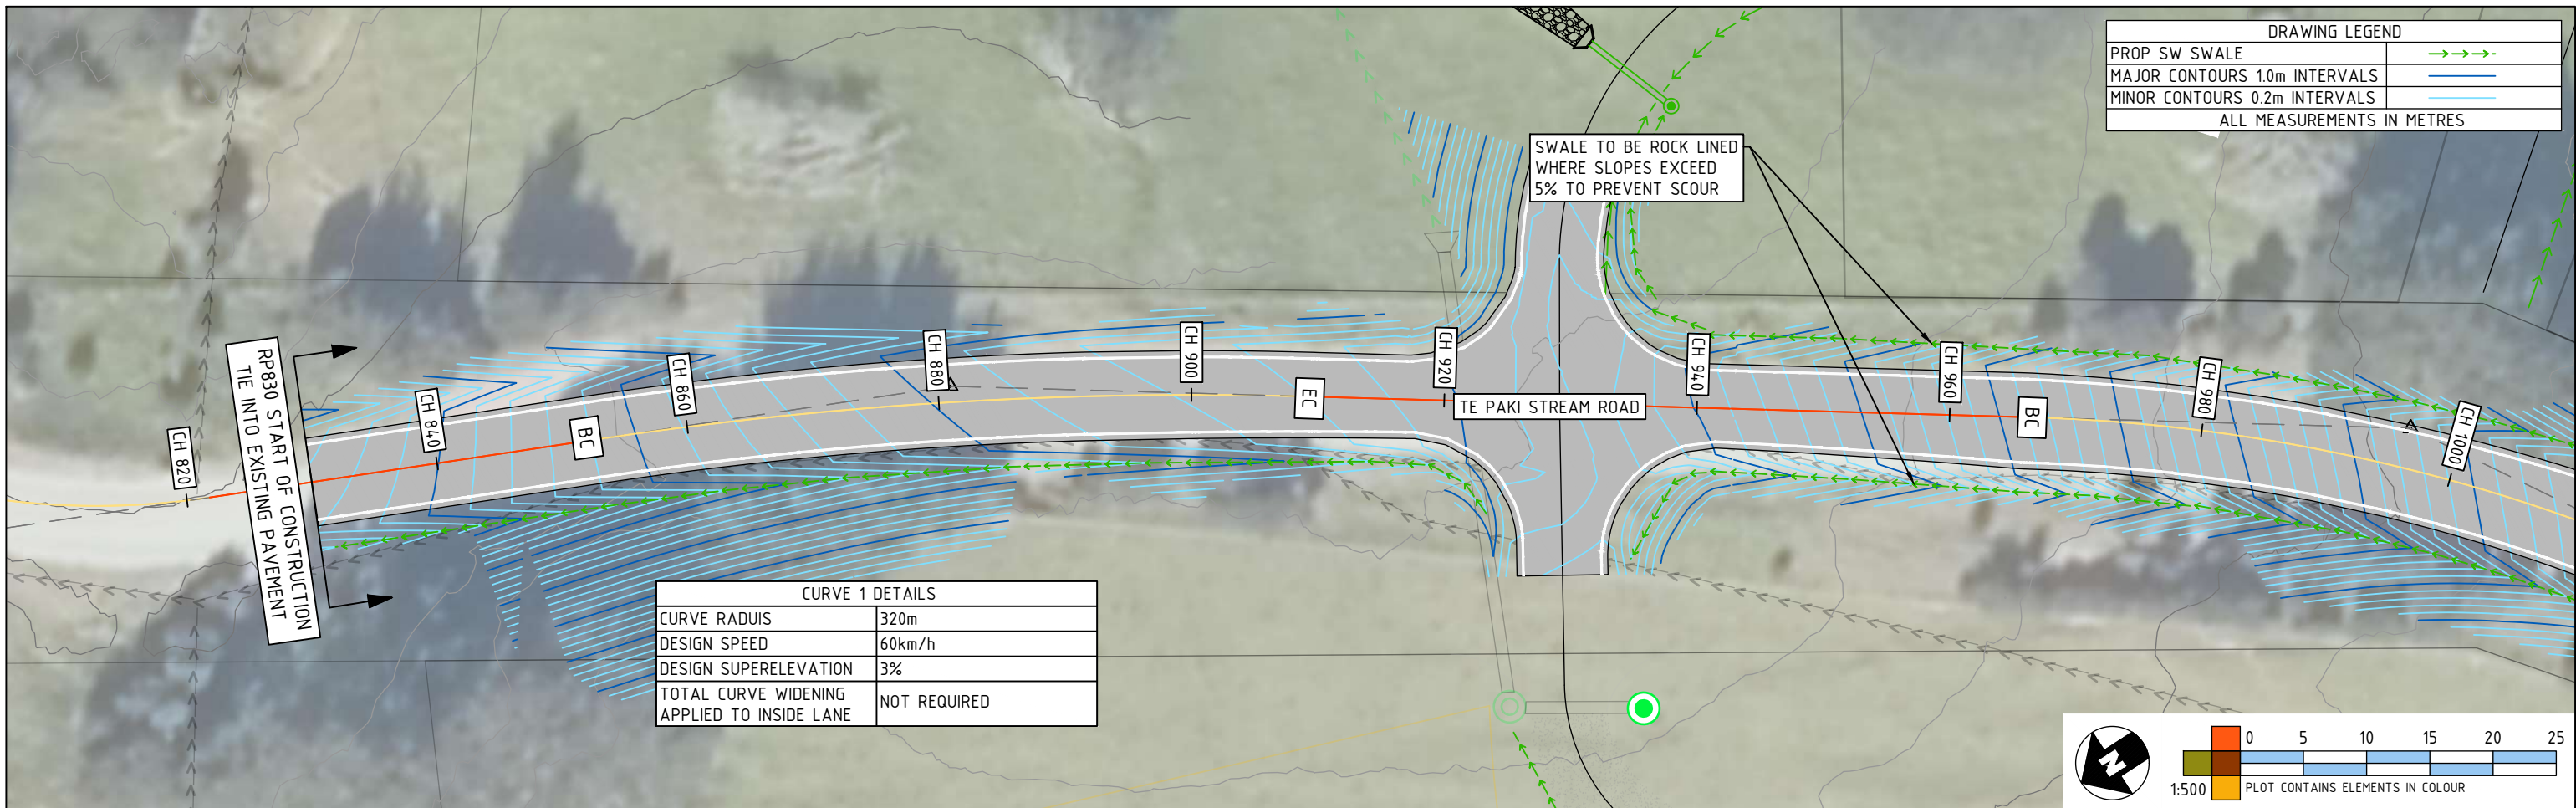 DRAWING LEGEND
PROP SW SWALE
MAJOR CONTOURS 1.0m INTERVALS
MINOR CONTOURS 0.2m INTERVALS
ALL MEASUREMENTS IN METRES
SWALE TO BE ROCK LINED
WHERE SLOPES EXCEED
5% TO PREVENT SCOUR
RP830 START OF CONSTRUCTION
TIE INTO EXISTING PAVEMENT
CH 820
CH 840
BC
CH 860
CH 880
CH 900
EC
CH 920
TE PAKI STREAM ROAD
CH 940
CH 960
BC
CH 980
CH 1000
CURVE 1 DETAILS
CURVE RADUIS 320m
DESIGN SPEED 60km/h
DESIGN SUPERELEVATION 3%
TOTAL CURVE WIDENING
APPLIED TO INSIDE LANE
NOT REQUIRED
N
0 5 10 15 20 25
1:500
PLOT CONTAINS ELEMENTS IN COLOUR